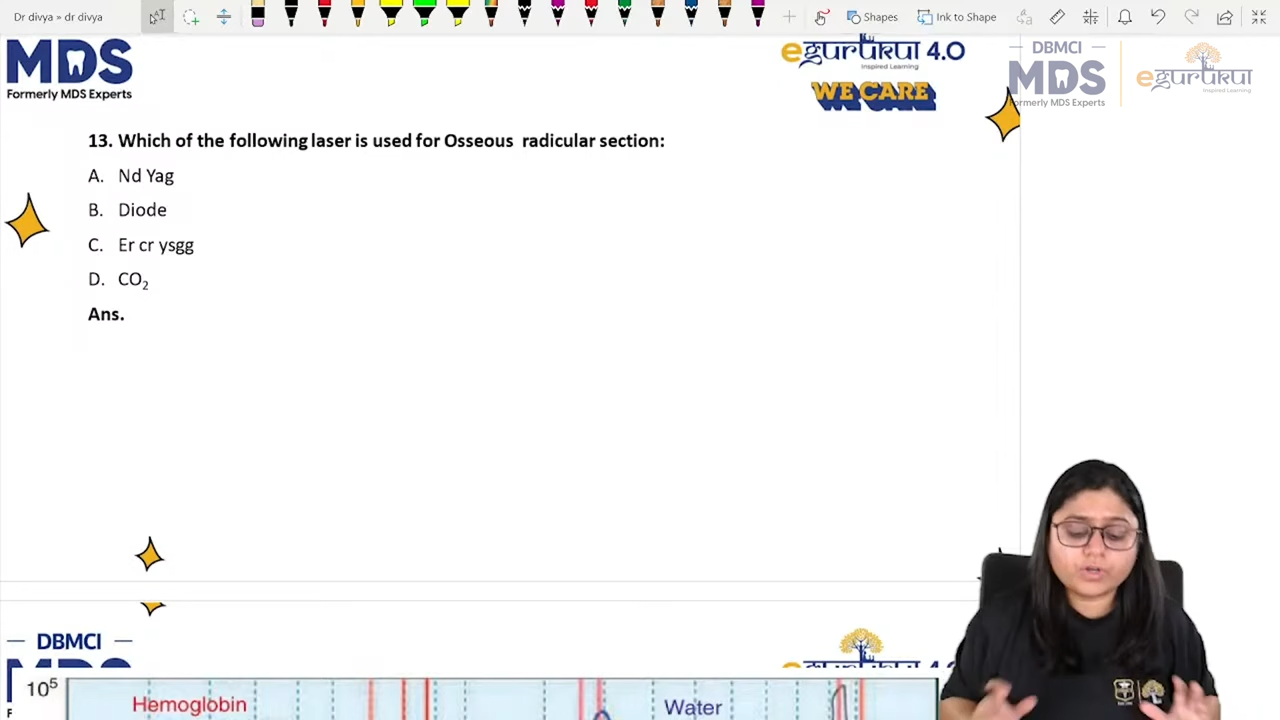 Dr divya » dr divya
Shapes
Ink to Shape
MDS
Formerly MDS Experts
egurukul 4.0
Inspired Learning
WE CARE
DBMCI
MDS
Formerly MDS Experts
egurukul
Inspired Learning
13. Which of the following laser is used for Osseous radicular section:
A. Nd Yag
B. Diode
C. Er cr ysgg
D. CO₂
Ans.
DBMCI
MDS
10⁵
Hemoglobin
Water